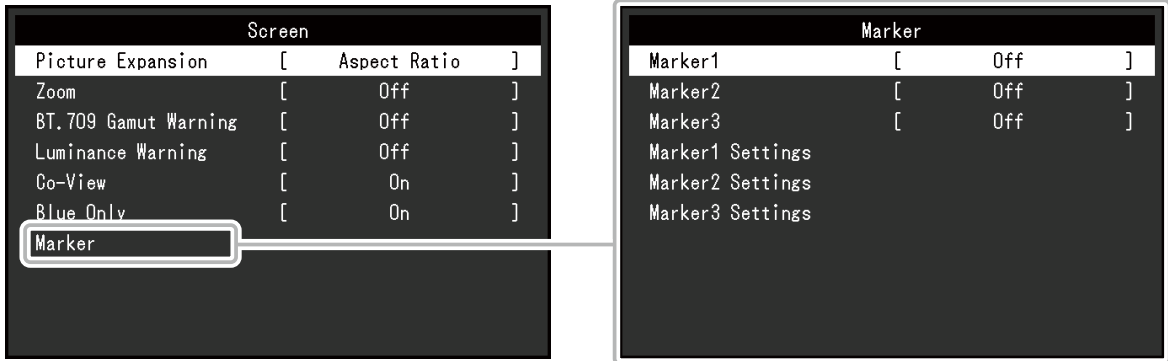 Screen
Picture Expansion [ Aspect Ratio ]
Zoom [ Off ]
BT.709 Gamut Warning [ Off ]
Luminance Warning [ Off ]
Co-View [ On ]
Blue Only [ On ]
Marker
Marker
Marker1 [ Off ]
Marker2 [ Off ]
Marker3 [ Off ]
Marker1 Settings
Marker2 Settings
Marker3 Settings